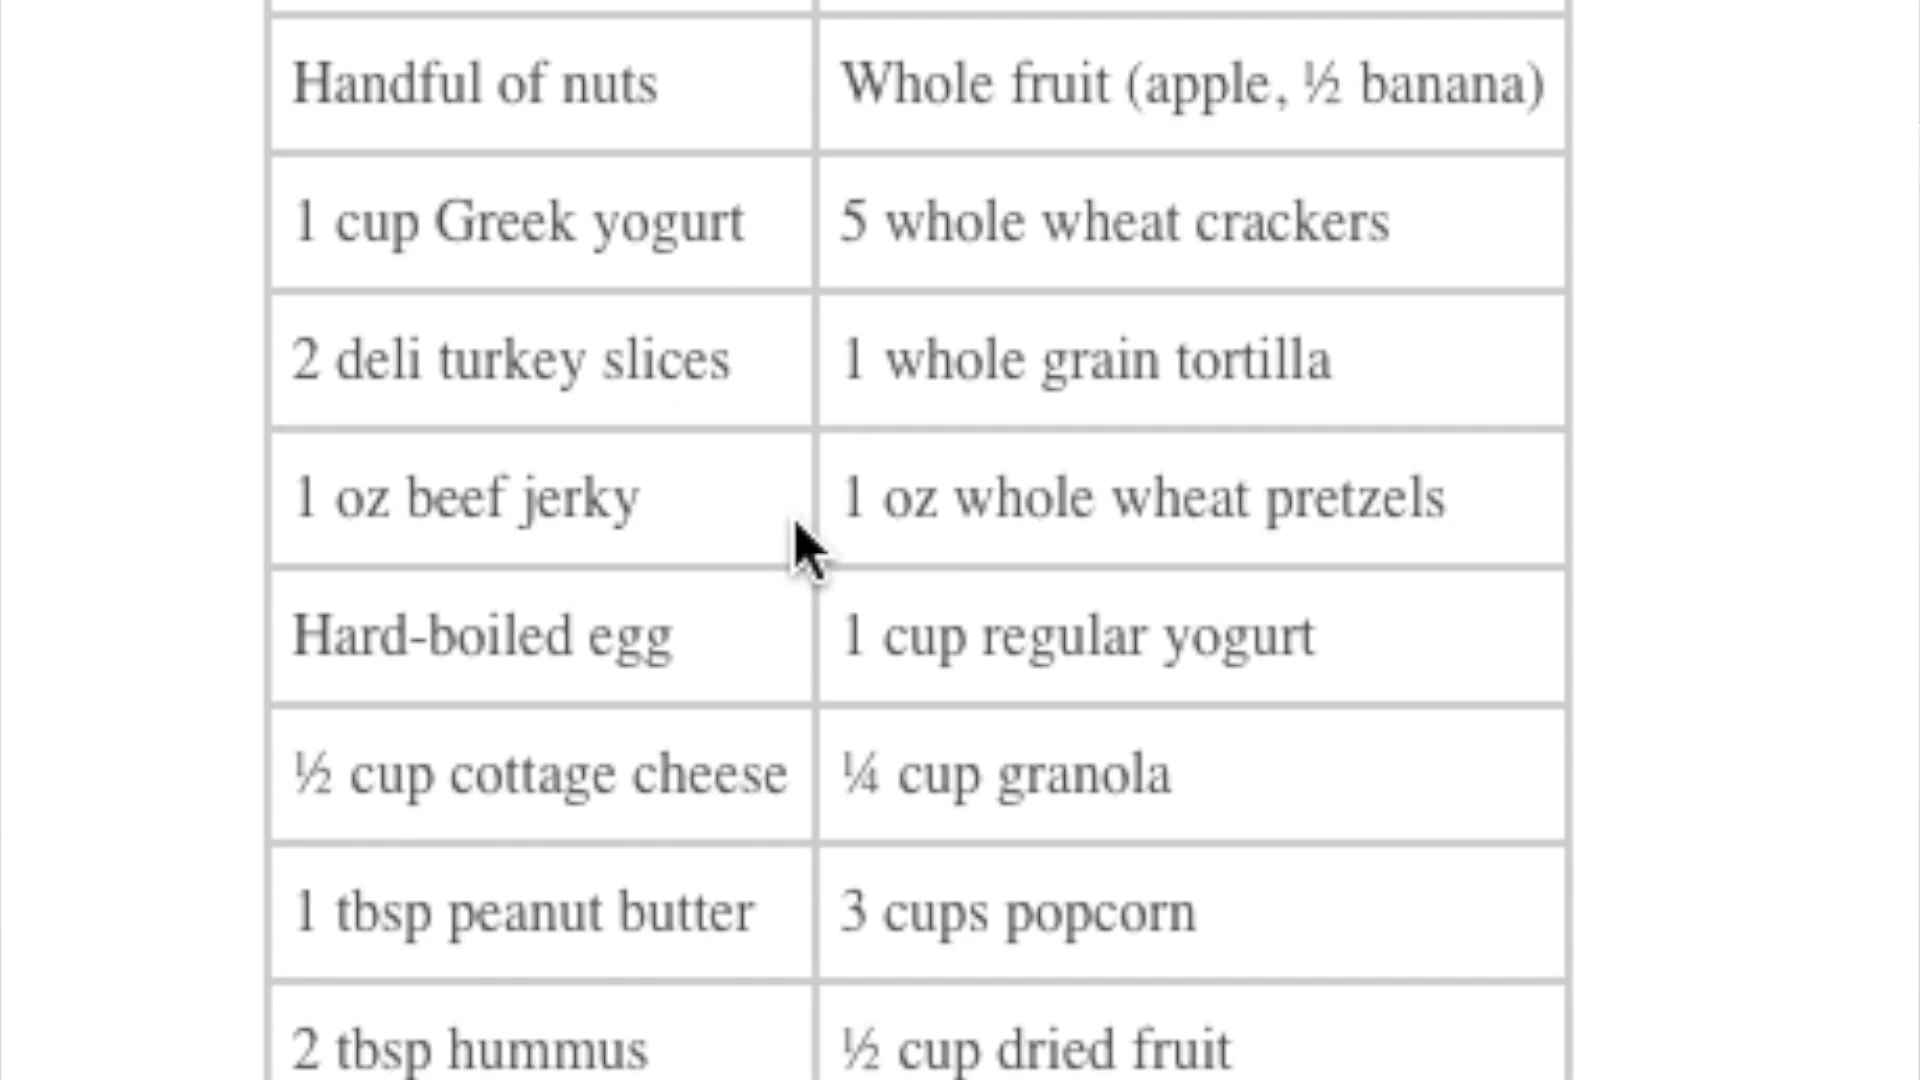 Handful of nuts Whole fruit (apple, ½ banana)
1 cup Greek yogurt 5 whole wheat crackers
2 deli turkey slices 1 whole grain tortilla
1 oz beef jerky 1 oz whole wheat pretzels
Hard-boiled egg 1 cup regular yogurt
½ cup cottage cheese ¼ cup granola
1 tbsp peanut butter 3 cups popcorn
2 tbsp hummus ½ cup dried fruit